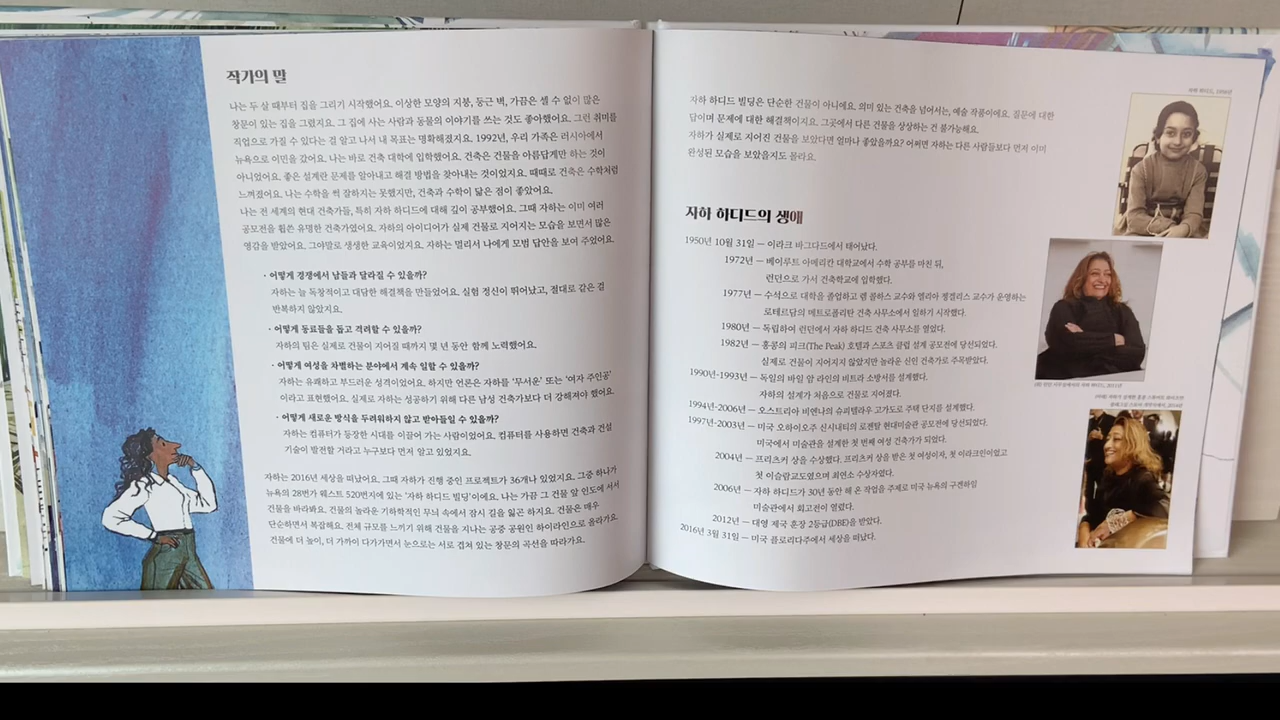 작가의 말
나는 두 살 때부터 집을 그리기 시작했어요. 이상한 모양의 지붕, 둥근 벽, 가끔은 셀 수 없이 많은
창문이 있는 집을 그렸지요. 그 집에 사는 사람과 동물의 이야기를 쓰는 것도 좋아했어요. 그런 취미를
직업으로 가질 수 있다는 걸 알고 나서 내 목표는 명확해졌지요. 1992년, 우리 가족은 러시아에서
뉴욕으로 이민을 갔어요. 나는 바로 건축 대학에 입학했어요. 건축은 건물을 아름답게만 하는 것이
아니었어요. 좋은 설계란 문제를 알아내고 해결 방법을 찾아내는 것이었지요. 때때로 건축은 수학처럼
느껴졌어요. 나는 수학을 썩 잘하지는 못했지만, 건축과 수학이 닮은 점이 좋았어요.
나는 전 세계의 현대 건축가들, 특히 자하 하디드에 대해 깊이 공부했어요. 그때 자하는 이미 여러
공모전을 휩쓴 유명한 건축가였어요. 자하의 아이디어가 실제 건물로 지어지는 모습을 보면서 많은
영감을 받았어요. 그야말로 생생한 교육이었지요. 자하는 멀리서 나에게 모범 답안을 보여 주었어요.
· 어떻게 경쟁에서 남들과 달라질 수 있을까?
자하는 늘 독창적이고 대담한 해결책을 만들었어요. 실험 정신이 뛰어났고, 절대로 같은 걸
반복하지 않았지요.
· 어떻게 동료들을 돕고 격려할 수 있을까?
자하의 팀은 실제로 건물이 지어질 때까지 몇 년 동안 함께 노력했어요.
· 어떻게 여성을 차별하는 분야에서 계속 일할 수 있을까?
자하는 유쾌하고 부드러운 성격이었어요. 하지만 언론은 자하를 '무서운' 또는 '여자 주인공'
이라고 표현했어요. 실제로 자하는 성공하기 위해 다른 남성 건축가보다 더 강해져야 했어요.
· 어떻게 새로운 방식을 두려워하지 않고 받아들일 수 있을까?
자하는 컴퓨터가 등장한 시대를 이끌어 가는 사람이었어요. 컴퓨터를 사용하면 건축과 건설
기술이 발전할 거라고 누구보다 먼저 알고 있었지요.
자하는 2016년 세상을 떠났어요. 그때 자하가 진행 중인 프로젝트가 36개나 있었지요. 그중 하나가
뉴욕의 28번가 웨스트 520번지에 있는 '자하 하디드 빌딩'이에요. 나는 가끔 그 건물 앞 인도에 서서
건물을 바라봐요. 건물의 놀라운 기하학적인 무늬 속에서 잠시 길을 잃곤 하지요. 건물은 매우
단순하면서 복잡해요. 전체 규모를 느끼기 위해 건물을 지나는 공중 공원인 하이라인으로 올라가요.
건물에 더 높이, 더 가까이 다가가면서 눈으로는 서로 겹쳐 있는 창문의 곡선을 따라가요.
자하 하디드 빌딩은 단순한 건물이 아니에요. 의미 있는 건축을 넘어서는, 예술 작품이에요. 질문에 대한
답이며 문제에 대한 해결책이지요. 그곳에서 다른 건물을 상상하는 건 불가능해요.
자하가 실제로 지어진 건물을 보았다면 얼마나 좋았을까요? 어쩌면 자하는 다른 사람들보다 먼저 이미
완성된 모습을 보았을지도 몰라요.
자하 하디드의 생애
1950년 10월 31일 — 이라크 바그다드에서 태어났다.
1972년 — 베이루트 아메리칸 대학교에서 수학 공부를 마친 뒤,
런던으로 가서 건축학교에 입학했다.
1977년 — 수석으로 대학을 졸업하고 렘 콜하스 교수와 엘리아 젱겔리스 교수가 운영하는
로테르담의 메트로폴리탄 건축 사무소에서 일하기 시작했다.
1980년 — 독립하여 런던에서 자하 하디드 건축 사무소를 열었다.
1982년 — 홍콩의 피크(The Peak) 호텔과 스포츠 클럽 설계 공모전에 당선되었다.
실제로 건물이 지어지지 않았지만 놀라운 신인 건축가로 주목받았다.
1990년-1993년 — 독일의 바일 암 라인의 비트라 소방서를 설계했다.
자하의 설계가 처음으로 건물로 지어졌다.
1994년-2006년 — 오스트리아 비엔나의 슈피텔라우 고가도로 주택 단지를 설계했다.
1997년-2003년 — 미국 오하이오주 신시내티의 로젠탈 현대미술관 공모전에 당선되었다.
미국에서 미술관을 설계한 첫 번째 여성 건축가가 되었다.
2004년 — 프리츠커 상을 수상했다. 프리츠커 상을 받은 첫 여성이자, 첫 이라크인이었고
첫 이슬람교도였으며 최연소 수상자였다.
2006년 — 자하 하디드가 30년 동안 해 온 작업을 주제로 미국 뉴욕의 구겐하임
미술관에서 회고전이 열렸다.
2012년 — 대영 제국 훈장 2등급(DBE)을 받았다.
2016년 3월 31일 — 미국 플로리다주에서 세상을 떠났다.
자하 하디드,